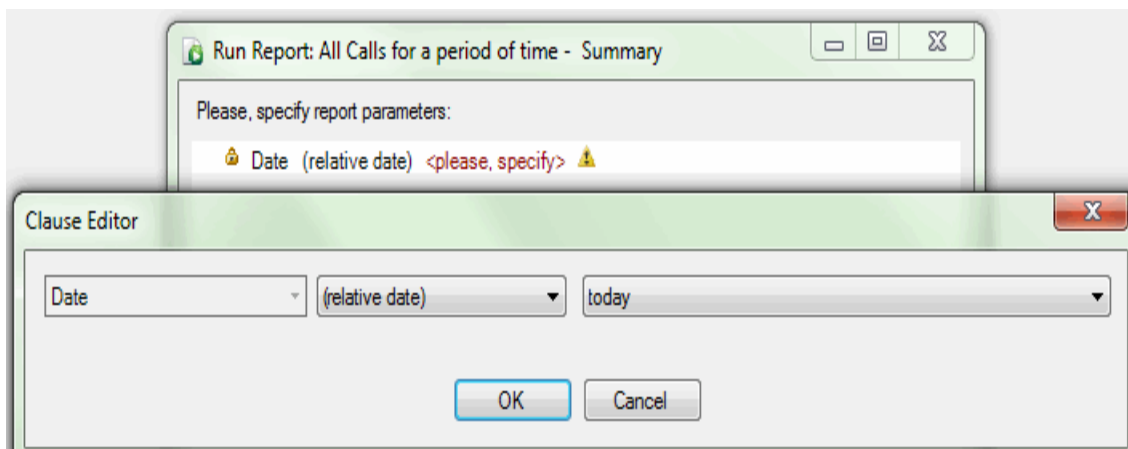 Run Report: All Calls for a period of time - Summary
Please, specify report parameters:
Date (relative date) <please, specify>
Clause Editor
Date (relative date) today
OK Cancel